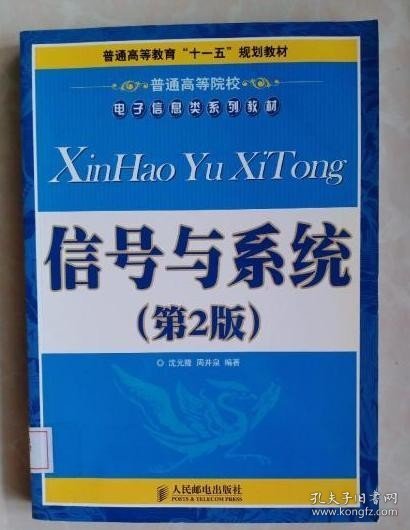 普通高等教育“十一五”规划教材
普通高等院校
电子信息类系列教材
XinHao Yu XiTong
信号与系统
（第2版）
◎ 沈元隆 周井泉 编著
人民邮电出版社
POSTS & TELECOM PRESS
孔夫子旧书网
www.kongfz.com